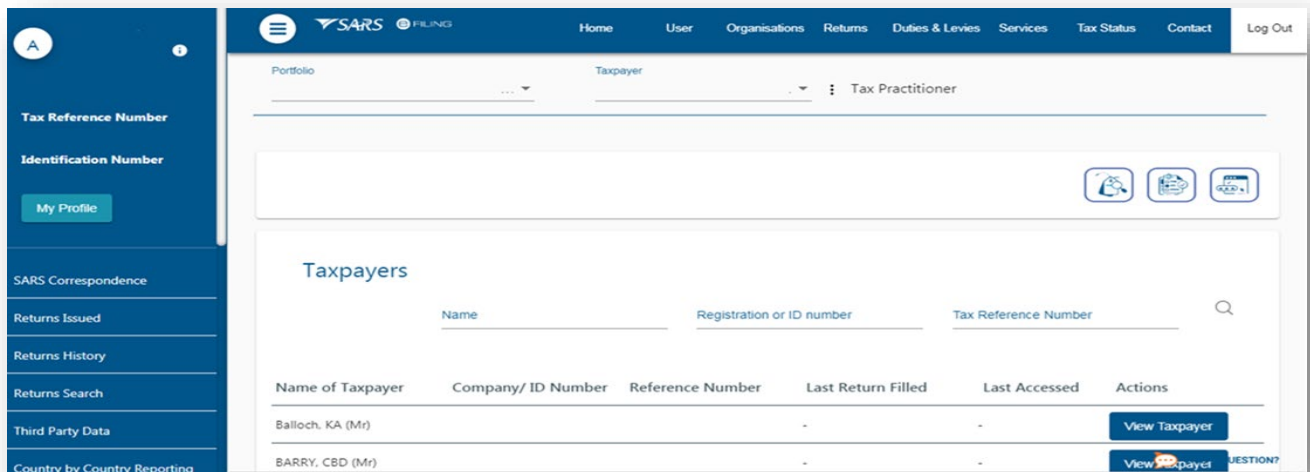 A
SARS eFILING
Home User Organisations Returns Duties & Levies Services Tax Status Contact Log Out
Portfolio Taxpayer
... . Tax Practitioner
Tax Reference Number
Identification Number
My Profile
Taxpayers
SARS Correspondence
Name Registration or ID number Tax Reference Number
Returns Issued
Returns History
Name of Taxpayer Company/ ID Number Reference Number Last Return Filled Last Accessed Actions
Returns Search
Balloch, KA (Mr) - - View Taxpayer
Third Party Data
BARRY, CBD (Mr) - - View UESTION?
Country by Country Reporting